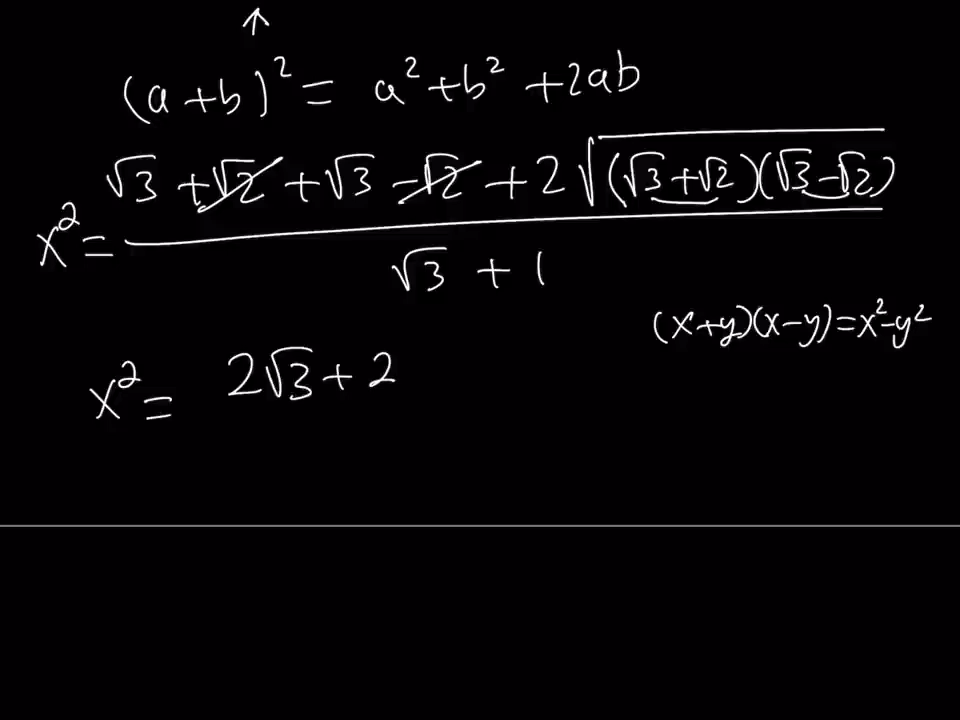 ↑
(a+b)² = a²+b² +2ab
x² = (√3 +√2 +√3 -√2 + 2√((√3+√2)(√3-√2))) / (√3 + 1)
(x+y)(x-y)=x²-y²
x² = 2√3 + 2